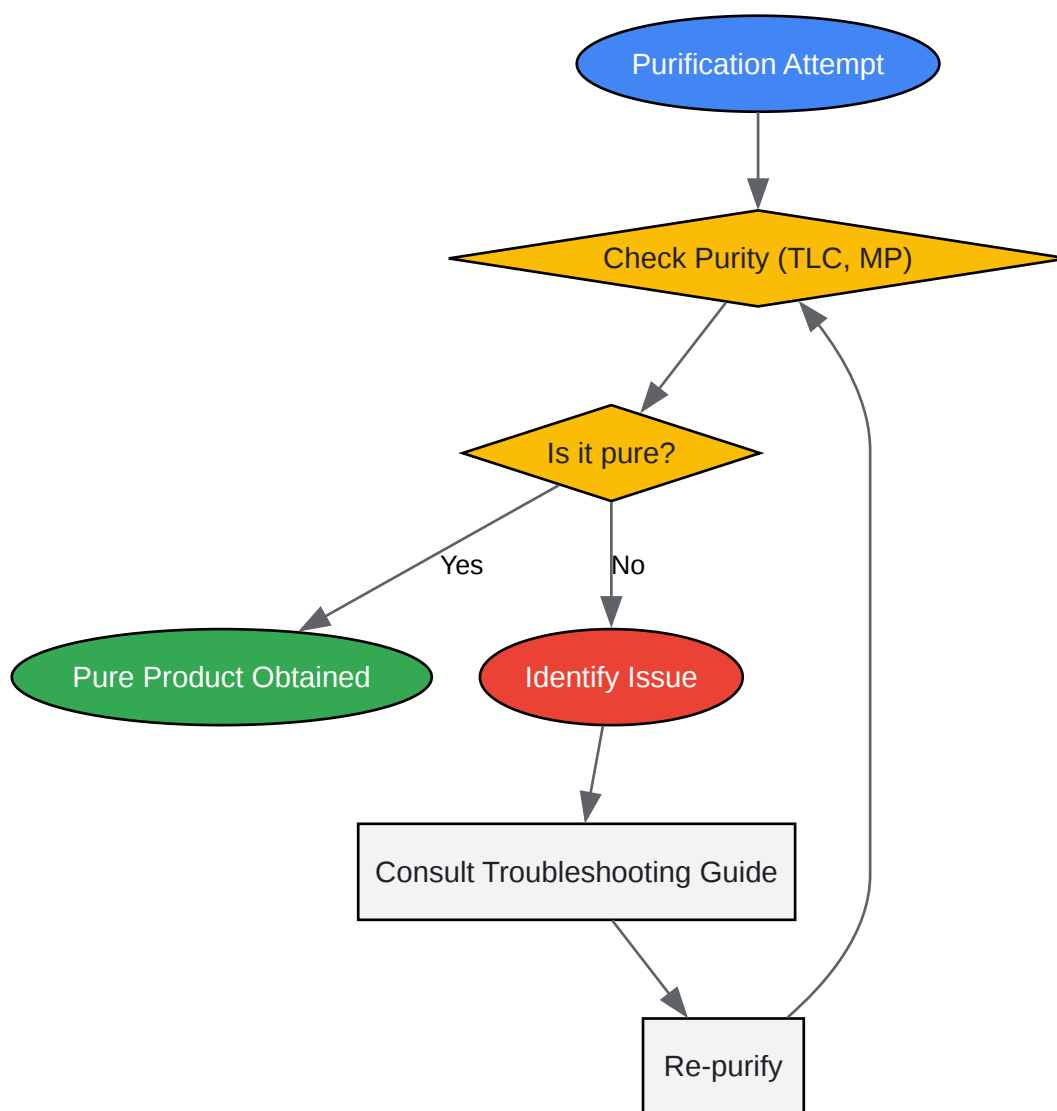 Purification Attempt
Check Purity (TLC, MP)
Is it pure?
Yes
No
Pure Product Obtained
Identify Issue
Consult Troubleshooting Guide
Re-purify